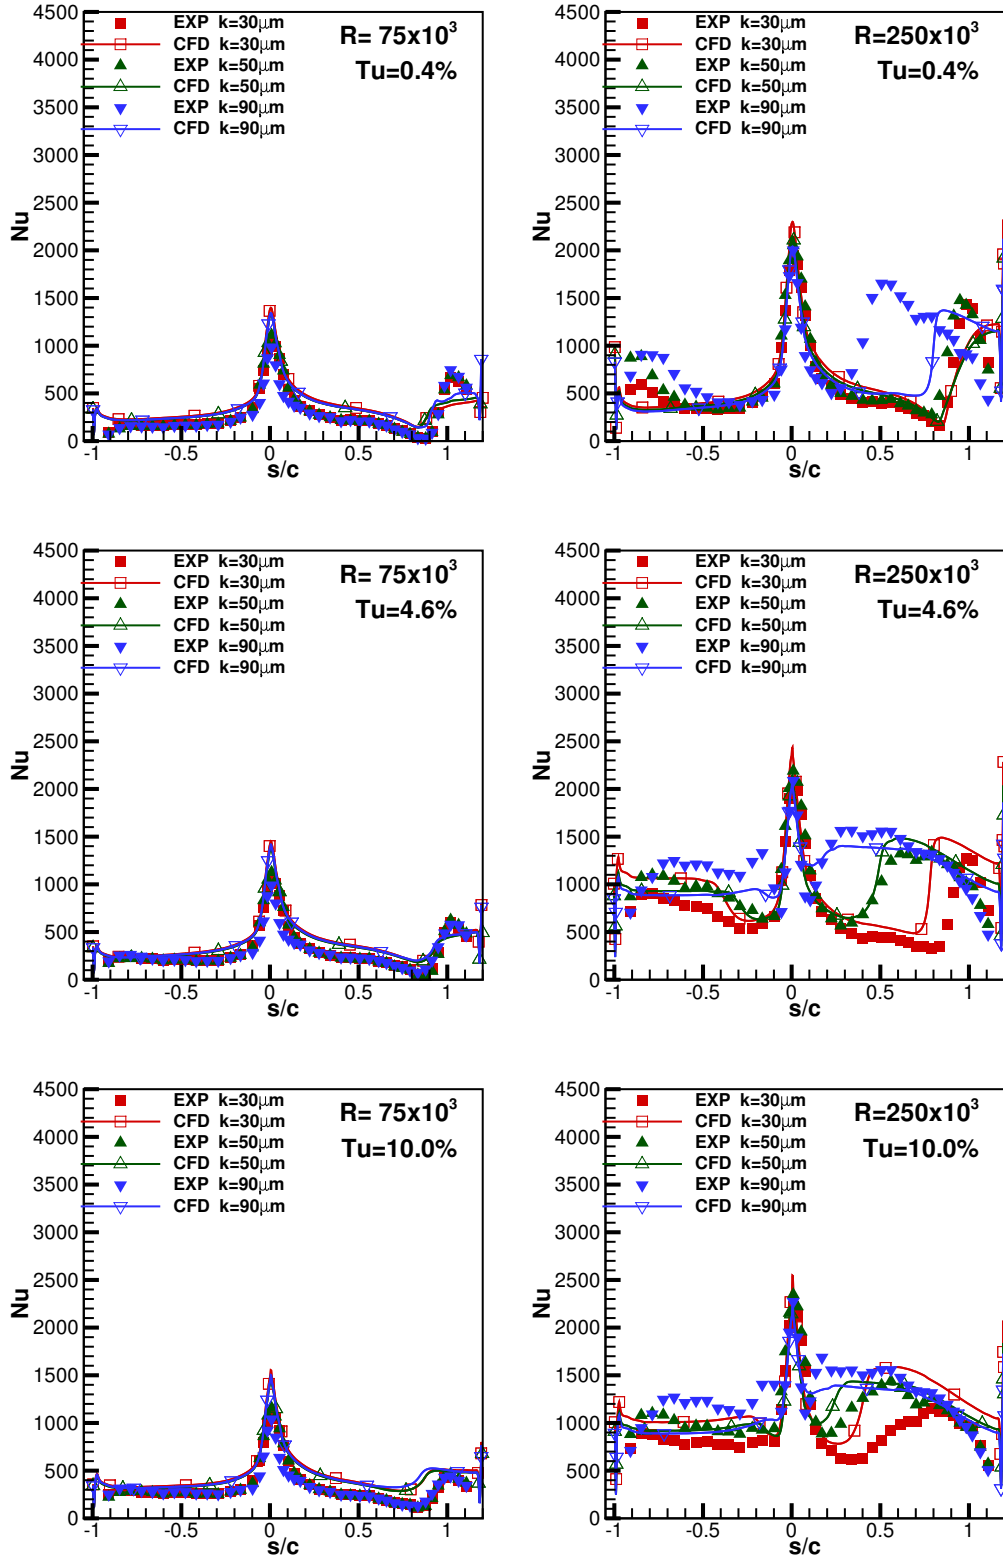 4500
4000
3500
3000
2500
2000
1500
1000
500
0
Nu
EXP k=30μm
CFD k=30μm
EXP k=50μm
CFD k=50μm
EXP k=90μm
CFD k=90μm
R= 75x10³
Tu=0.4%
-1 -0.5 0 0.5 1
s/c
4500
4000
3500
3000
2500
2000
1500
1000
500
0
Nu
EXP k=30μm
CFD k=30μm
EXP k=50μm
CFD k=50μm
EXP k=90μm
CFD k=90μm
R=250x10³
Tu=0.4%
-1 -0.5 0 0.5 1
s/c
4500
4000
3500
3000
2500
2000
1500
1000
500
0
Nu
EXP k=30μm
CFD k=30μm
EXP k=50μm
CFD k=50μm
EXP k=90μm
CFD k=90μm
R= 75x10³
Tu=4.6%
-1 -0.5 0 0.5 1
s/c
4500
4000
3500
3000
2500
2000
1500
1000
500
0
Nu
EXP k=30μm
CFD k=30μm
EXP k=50μm
CFD k=50μm
EXP k=90μm
CFD k=90μm
R=250x10³
Tu=4.6%
-1 -0.5 0 0.5 1
s/c
4500
4000
3500
3000
2500
2000
1500
1000
500
0
Nu
EXP k=30μm
CFD k=30μm
EXP k=50μm
CFD k=50μm
EXP k=90μm
CFD k=90μm
R= 75x10³
Tu=10.0%
-1 -0.5 0 0.5 1
s/c
4500
4000
3500
3000
2500
2000
1500
1000
500
0
Nu
EXP k=30μm
CFD k=30μm
EXP k=50μm
CFD k=50μm
EXP k=90μm
CFD k=90μm
R=250x10³
Tu=10.0%
-1 -0.5 0 0.5 1
s/c